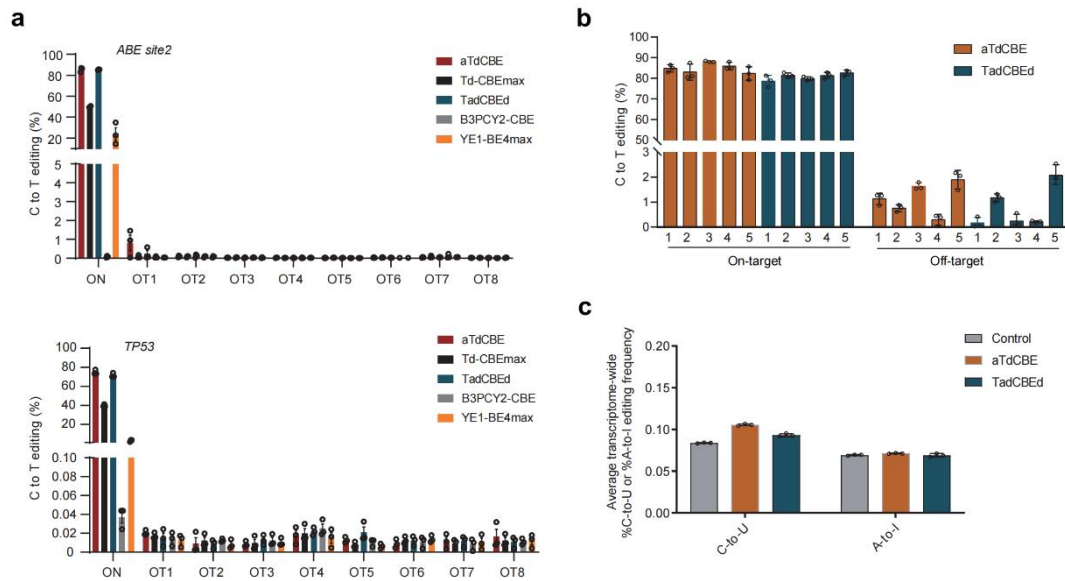 a
ABE site2
C to T editing (%)
100
80
60
40
20
5
4
3
2
1
0
ON OT1 OT2 OT3 OT4 OT5 OT6 OT7 OT8
aTdCBE
Td-CBEmax
TadCBEd
B3PCY2-CBE
YE1-BE4max
TP53
C to T editing (%)
100
80
60
40
20
0.10
0.08
0.06
0.04
0.02
0
ON OT1 OT2 OT3 OT4 OT5 OT6 OT7 OT8
aTdCBE
Td-CBEmax
TadCBEd
B3PCY2-CBE
YE1-BE4max
b
C to T editing (%)
100
90
80
70
60
50
3
2
1
0
1 2 3 4 5 1 2 3 4 5 1 2 3 4 5 1 2 3 4 5
On-target Off-target
aTdCBE
TadCBEd
c
Average transcriptome-wide
%C-to-U or %A-to-I editing frequency
0.20
0.15
0.10
0.05
0.00
C-to-U A-to-I
Control
aTdCBE
TadCBEd